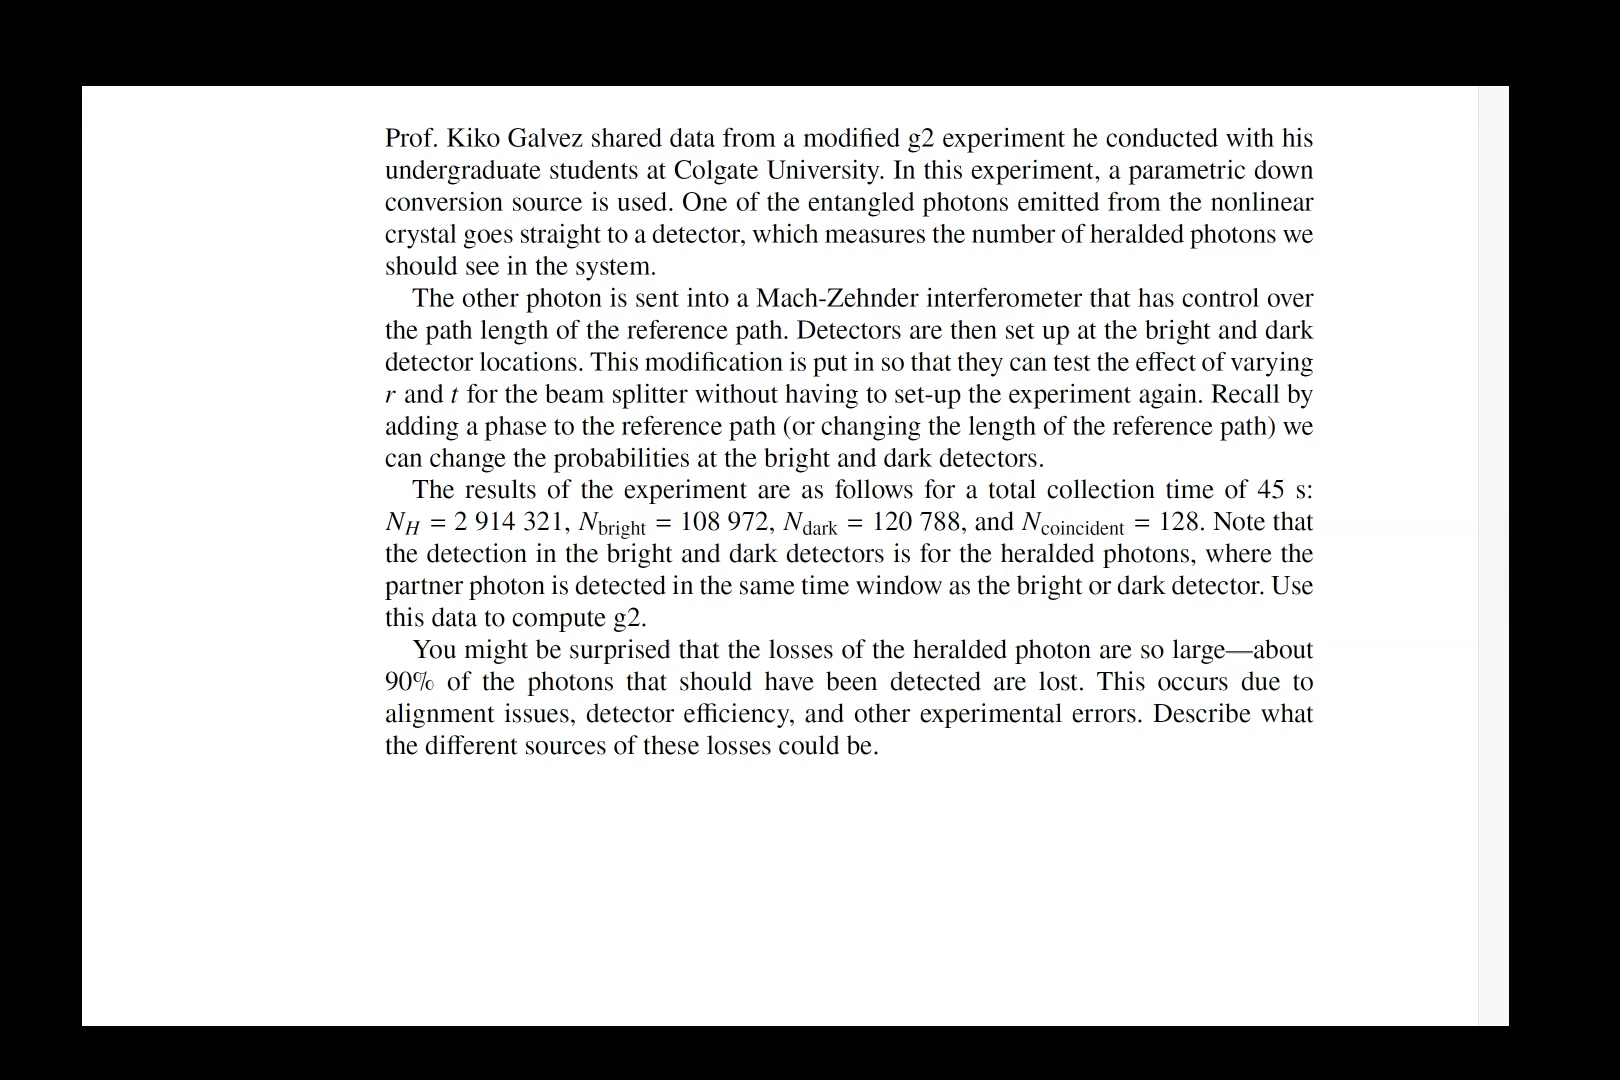 Prof. Kiko Galvez shared data from a modified g2 experiment he conducted with his
undergraduate students at Colgate University. In this experiment, a parametric down
conversion source is used. One of the entangled photons emitted from the nonlinear
crystal goes straight to a detector, which measures the number of heralded photons we
should see in the system.
The other photon is sent into a Mach-Zehnder interferometer that has control over
the path length of the reference path. Detectors are then set up at the bright and dark
detector locations. This modification is put in so that they can test the effect of varying
r and t for the beam splitter without having to set-up the experiment again. Recall by
adding a phase to the reference path (or changing the length of the reference path) we
can change the probabilities at the bright and dark detectors.
The results of the experiment are as follows for a total collection time of 45 s:
N_H = 2 914 321, N_bright = 108 972, N_dark = 120 788, and N_coincident = 128. Note that
the detection in the bright and dark detectors is for the heralded photons, where the
partner photon is detected in the same time window as the bright or dark detector. Use
this data to compute g2.
You might be surprised that the losses of the heralded photon are so large—about
90% of the photons that should have been detected are lost. This occurs due to
alignment issues, detector efficiency, and other experimental errors. Describe what
the different sources of these losses could be.